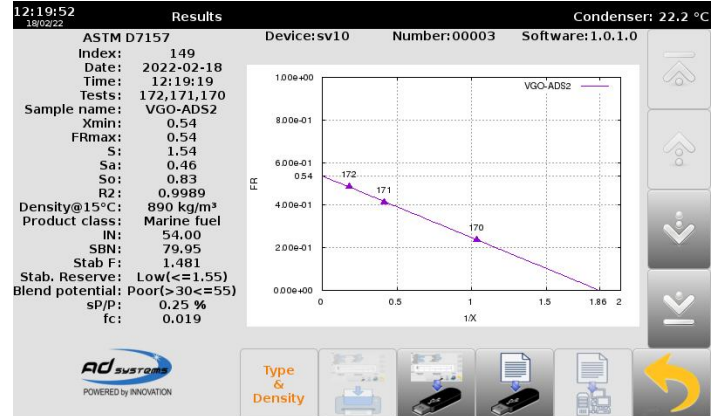 12:19:52
18/02/22
Results
Condenser: 22.2 °C
ASTM D7157
Index: 149
Date: 2022-02-18
Time: 12:19:19
Tests: 172,171,170
Sample name: VGO-ADS2
Xmin: 0.54
FRmax: 0.54
S: 1.54
Sa: 0.46
So: 0.83
R2: 0.9989
Density@15°C: 890 kg/m³
Product class: Marine fuel
IN: 54.00
SBN: 79.95
Stab F: 1.481
Stab. Reserve: Low(<=1.55)
Blend potential: Poor(>30<=55)
sP/P: 0.25 %
fc: 0.019
Device:sv10 Number:00003 Software:1.0.1.0
VGO-ADS2
1.00e+00
8.00e-01
6.00e-01
0.54
4.00e-01
2.00e-01
0.00e+00
FR
172
171
170
0 0.5 1 1.5 1.86 2
1/X
AD systems
POWERED by INNOVATION
Type
&
Density